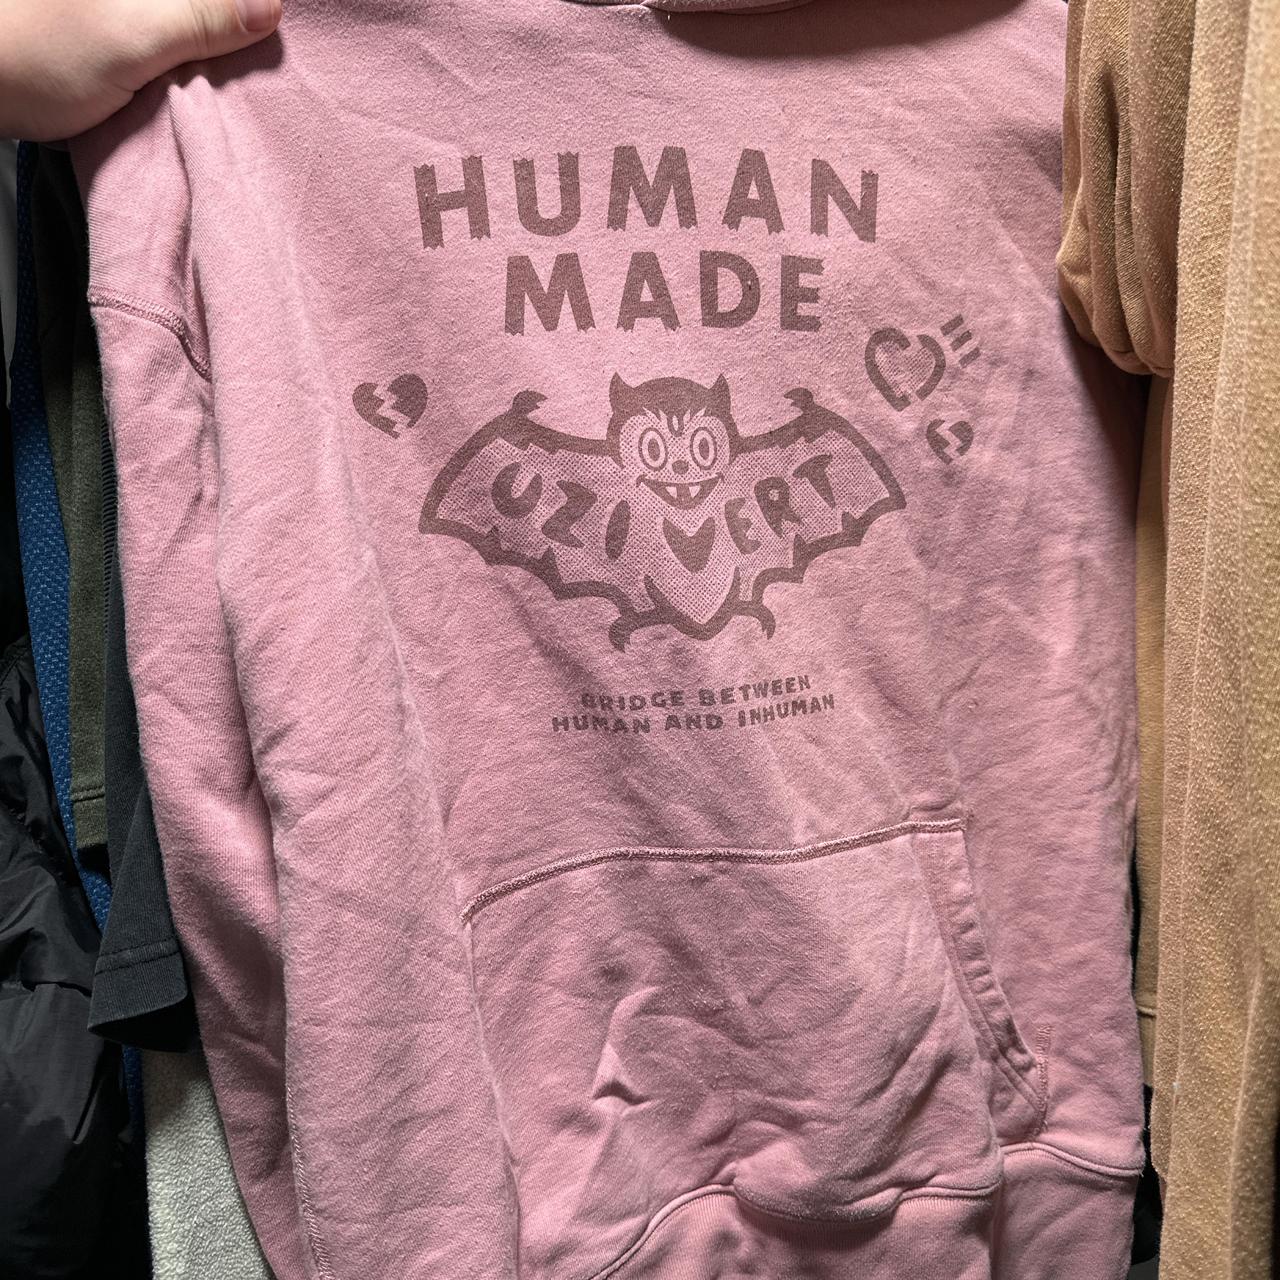 HUMAN
MADE
UZI VERT
BRIDGE BETWEEN
HUMAN AND INHUMAN